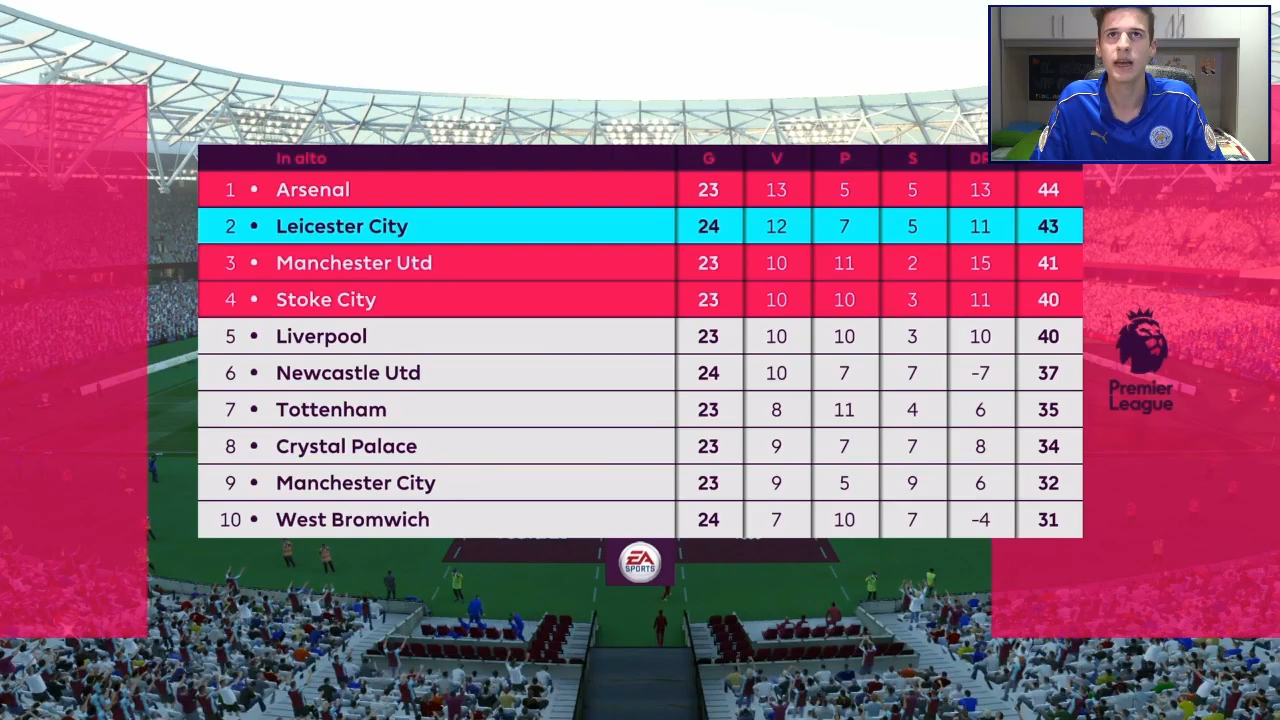 In alto G V P S
1 • Arsenal 23 13 5 5 13 44
2 • Leicester City 24 12 7 5 11 43
3 • Manchester Utd 23 10 11 2 15 41
4 • Stoke City 23 10 10 3 11 40
5 • Liverpool 23 10 10 3 10 40
6 • Newcastle Utd 24 10 7 7 -7 37
7 • Tottenham 23 8 11 4 6 35
8 • Crystal Palace 23 9 7 7 8 34
9 • Manchester City 23 9 5 9 6 32
10 • West Bromwich 24 7 10 7 -4 31
Premier
League
EA
SPORTS